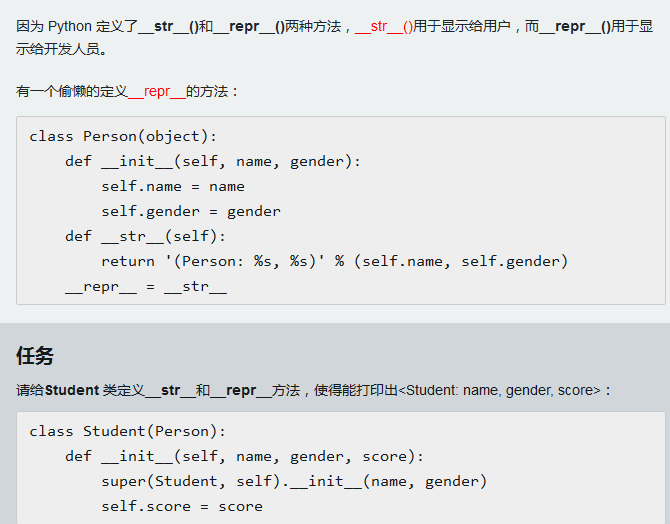 因为 Python 定义了__str__()和__repr__()两种方法，__str__()用于显示给用户，而__repr__()用于显
示给开发人员。
有一个偷懒的定义__repr__的方法：
class Person(object):
    def __init__(self, name, gender):
        self.name = name
        self.gender = gender
    def __str__(self):
        return '(Person: %s, %s)' % (self.name, self.gender)
    __repr__ = __str__
任务
请给Student 类定义__str__和__repr__方法，使得能打印出<Student: name, gender, score>：
class Student(Person):
    def __init__(self, name, gender, score):
        super(Student, self).__init__(name, gender)
        self.score = score